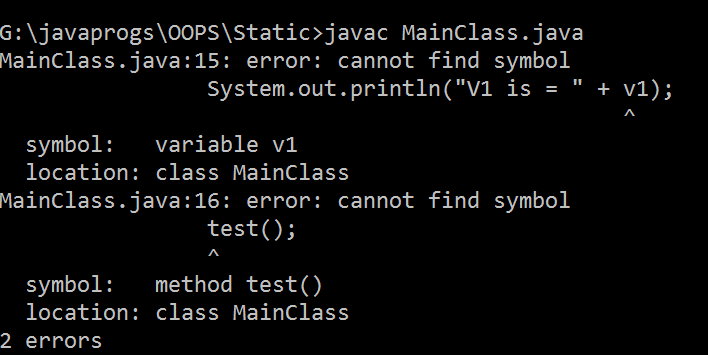 G:\javaprogs\OOPS\Static>javac MainClass.java
MainClass.java:15: error: cannot find symbol
                System.out.println("V1 is = " + v1);
                                                ^
  symbol:   variable v1
  location: class MainClass
MainClass.java:16: error: cannot find symbol
                test();
                ^
  symbol:   method test()
  location: class MainClass
2 errors